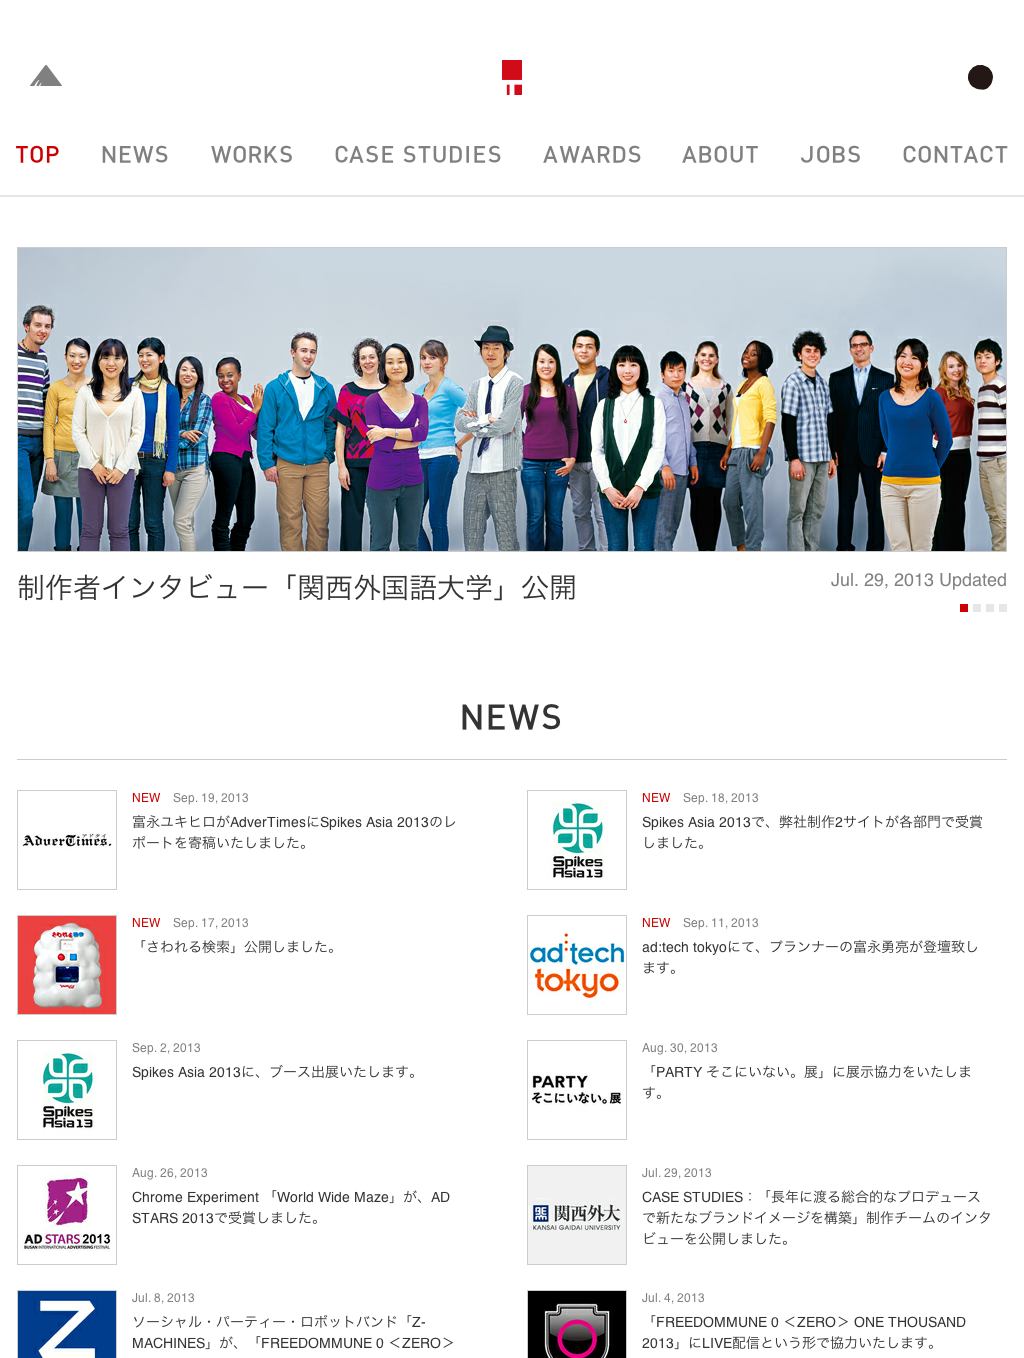 TOP NEWS WORKS CASE STUDIES AWARDS ABOUT JOBS CONTACT
制作者インタビュー「関西外国語大学」公開
Jul. 29, 2013 Updated
NEWS
AdverTimes.
アドタイ
NEW Sep. 19, 2013
富永ユキヒロがAdverTimesにSpikes Asia 2013のレ
ポートを寄稿いたしました。
Spikes
Asia13
NEW Sep. 18, 2013
Spikes Asia 2013で、弊社制作2サイトが各部門で受賞
しました。
さわれる検索
NEW Sep. 17, 2013
「さわれる検索」公開しました。
ad:tech
tokyo
NEW Sep. 11, 2013
ad:tech tokyoにて、プランナーの富永勇亮が登壇致し
ます。
Spikes
Asia13
Sep. 2, 2013
Spikes Asia 2013に、ブース出展いたします。
PARTY
そこにいない。展
Aug. 30, 2013
「PARTY そこにいない。展」に展示協力をいたしま
す。
AD STARS 2013
BUSAN INTERNATIONAL ADVERTISING FESTIVAL
Aug. 26, 2013
Chrome Experiment 「World Wide Maze」が、AD
STARS 2013で受賞しました。
関西外大
KANSAI GAIDAI UNIVERSITY
Jul. 29, 2013
CASE STUDIES：「長年に渡る総合的なプロデュース
で新たなブランドイメージを構築」制作チームのインタ
ビューを公開しました。
Z
Jul. 8, 2013
ソーシャル・パーティー・ロボットバンド「Z-
MACHINES」が、「FREEDOMMUNE 0 ＜ZERO＞
Jul. 4, 2013
「FREEDOMMUNE 0 ＜ZERO＞ ONE THOUSAND
2013」にLIVE配信という形で協力いたします。